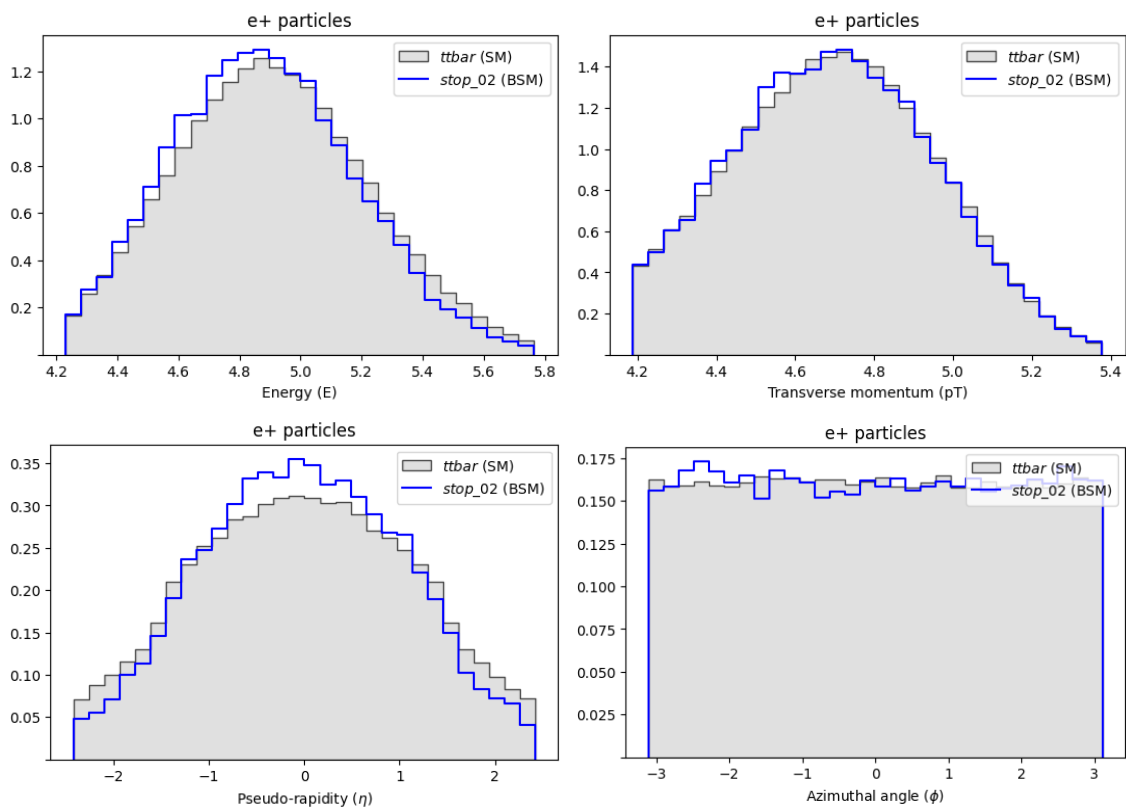 e+ particles
ttbar (SM)
stop_02 (BSM)
1.2
1.0
0.8
0.6
0.4
0.2
4.2 4.4 4.6 4.8 5.0 5.2 5.4 5.6 5.8
Energy (E)
e+ particles
ttbar (SM)
stop_02 (BSM)
1.4
1.2
1.0
0.8
0.6
0.4
0.2
4.2 4.4 4.6 4.8 5.0 5.2 5.4
Transverse momentum (pT)
e+ particles
ttbar (SM)
stop_02 (BSM)
0.35
0.30
0.25
0.20
0.15
0.10
0.05
−2 −1 0 1 2
Pseudo-rapidity (η)
e+ particles
ttbar (SM)
stop_02 (BSM)
0.175
0.150
0.125
0.100
0.075
0.050
0.025
−3 −2 −1 0 1 2 3
Azimuthal angle (ϕ)